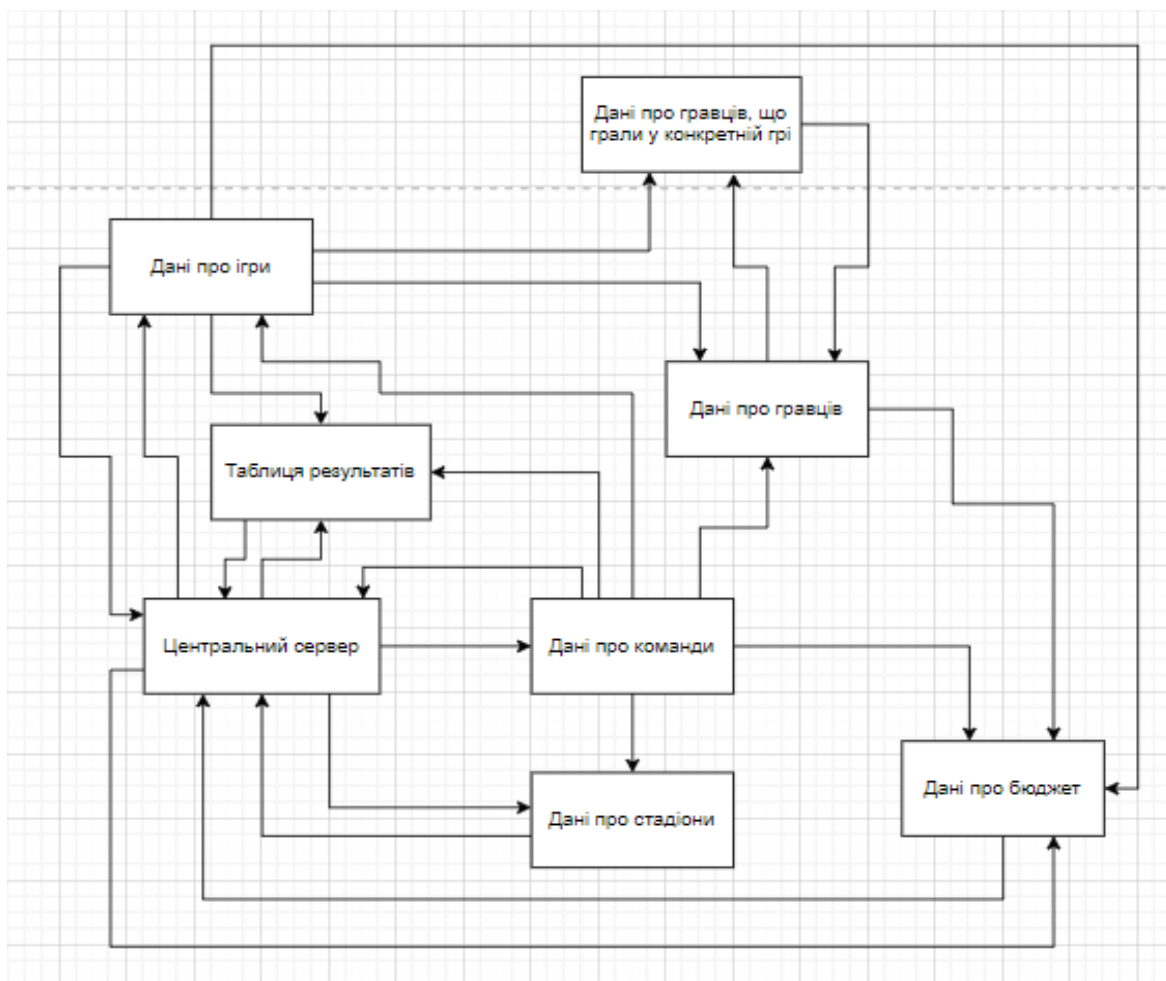 Дані про гравців, що
грали у конкретній грі
Дані про ігри
Дані про гравців
Таблиця результатів
Центральний сервер
Дані про команди
Дані про бюджет
Дані про стадіони